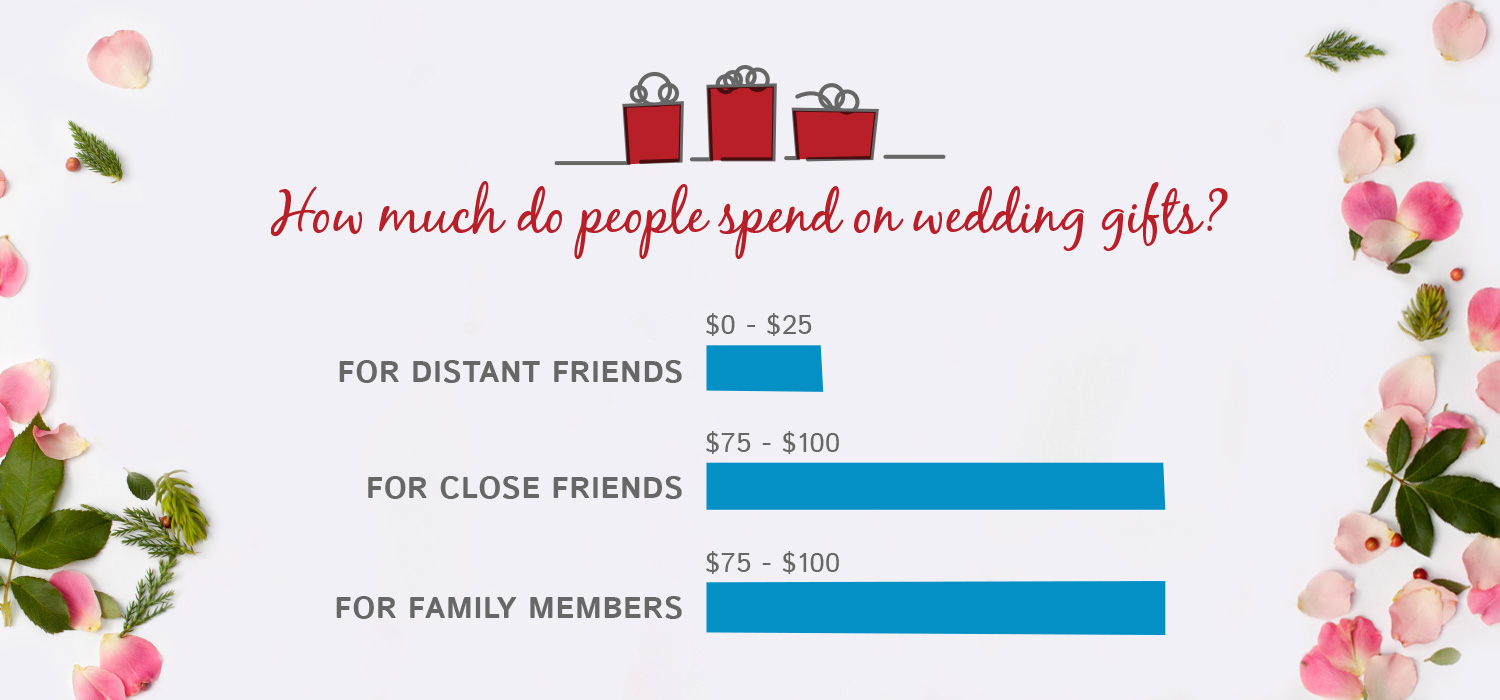 How much do people spend on wedding gifts?
$0 - $25
FOR DISTANT FRIENDS
$75 - $100
FOR CLOSE FRIENDS
$75 - $100
FOR FAMILY MEMBERS